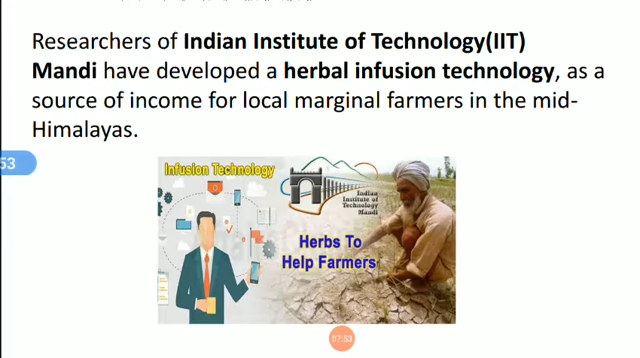 Researchers of Indian Institute of Technology(IIT)
Mandi have developed a herbal infusion technology, as a
source of income for local marginal farmers in the mid-
Himalayas.
53
Infusion Technology
Indian
Institute of
Technology
Mandi
Herbs To
Help Farmers
07:53